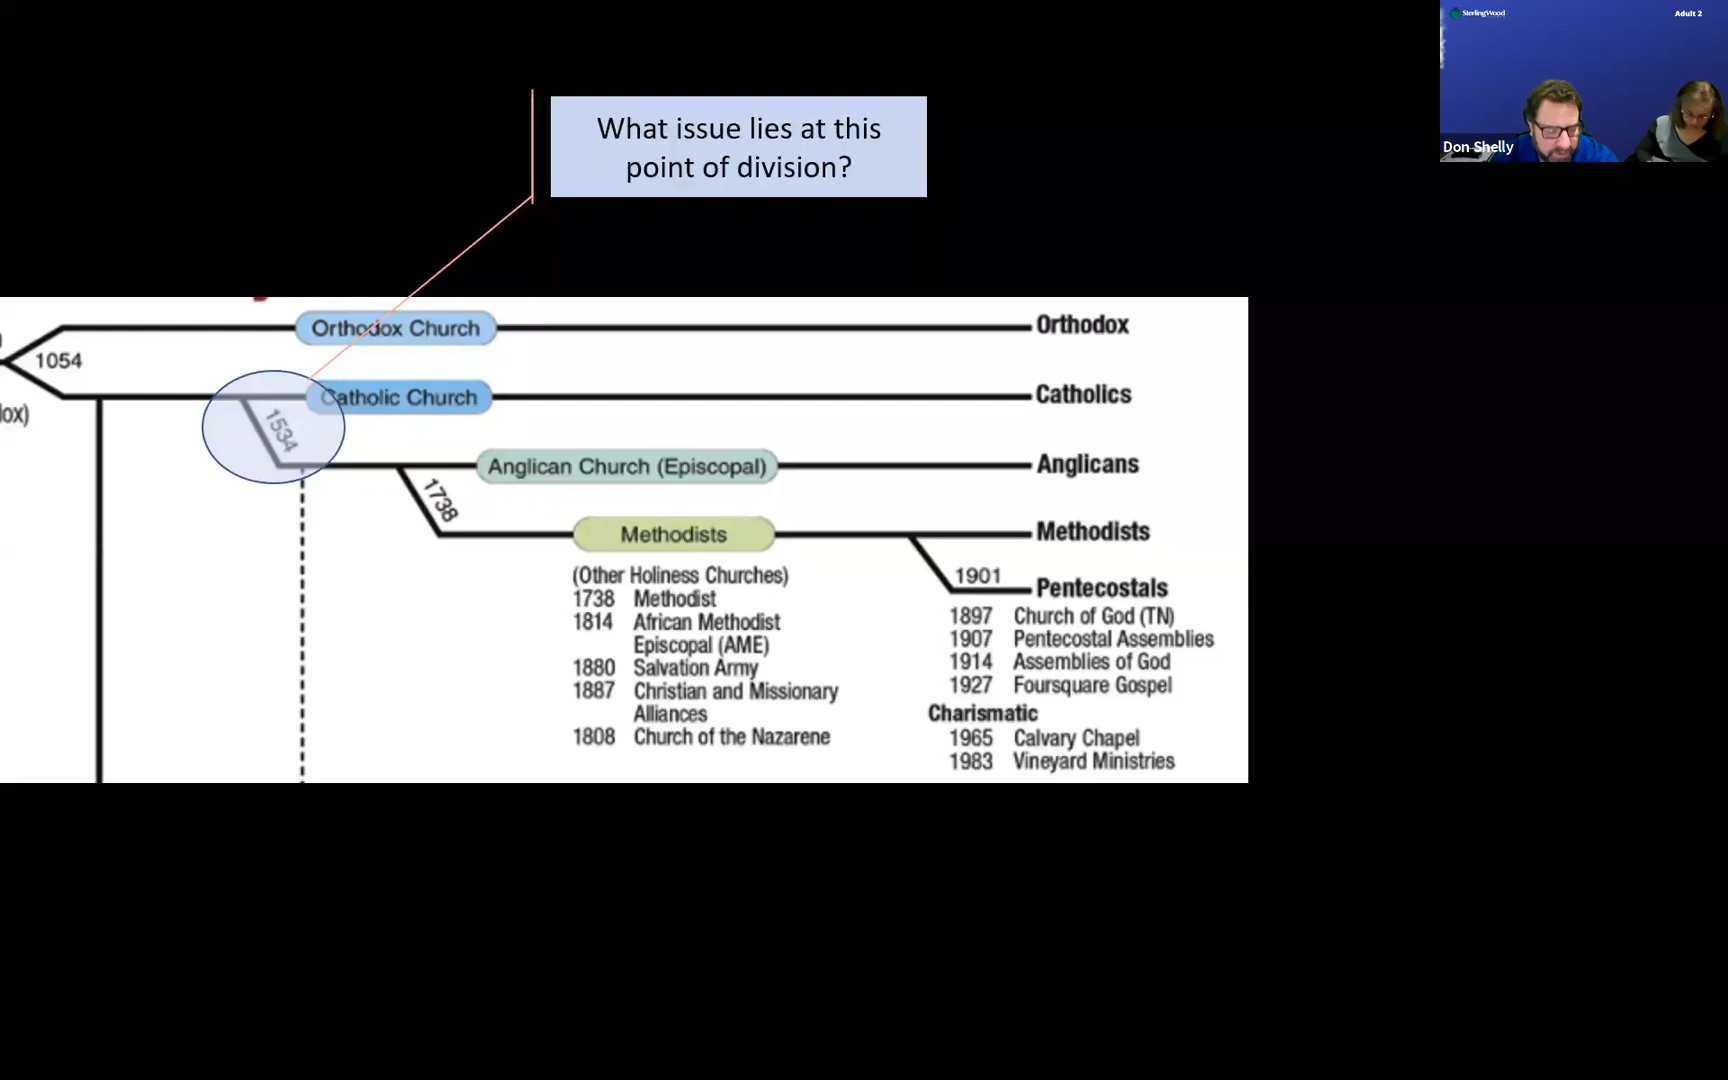 SterlingWood
Adult 2
What issue lies at this
point of division?
Don Shelly
Orthodox Church
Orthodox
1054
Catholic Church
Catholics
ox)
1534
Anglican Church (Episcopal)
Anglicans
1738
Methodists
Methodists
(Other Holiness Churches)
1738 Methodist
1814 African Methodist
Episcopal (AME)
1880 Salvation Army
1887 Christian and Missionary
Alliances
1808 Church of the Nazarene
1901
Pentecostals
1897 Church of God (TN)
1907 Pentecostal Assemblies
1914 Assemblies of God
1927 Foursquare Gospel
Charismatic
1965 Calvary Chapel
1983 Vineyard Ministries